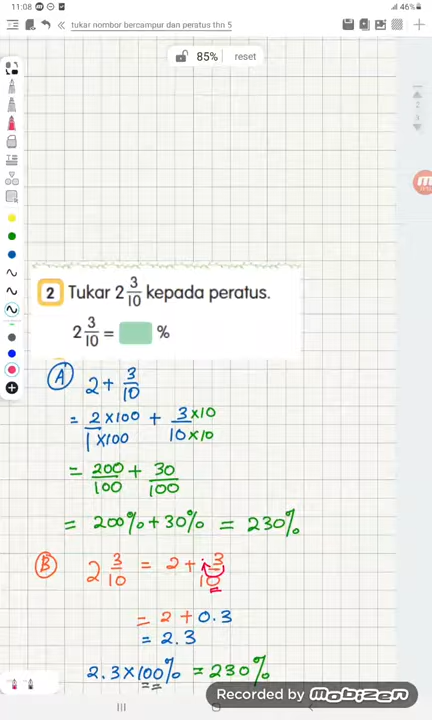 11:08
46%
tukar nombor bercampur dan peratus thn 5
85% reset
2 Tukar 2 3/10 kepada peratus.
2 3/10 = %
A 2 + 3/10
= 2 × 100 / 1 × 100 + 3 × 10 / 10 × 10
= 200/100 + 30/100
= 200% + 30% = 230%
B 2 3/10 = 2 + 3/10
= 2 + 0.3
= 2.3
2.3 × 100% = 230%
Recorded by mobizen